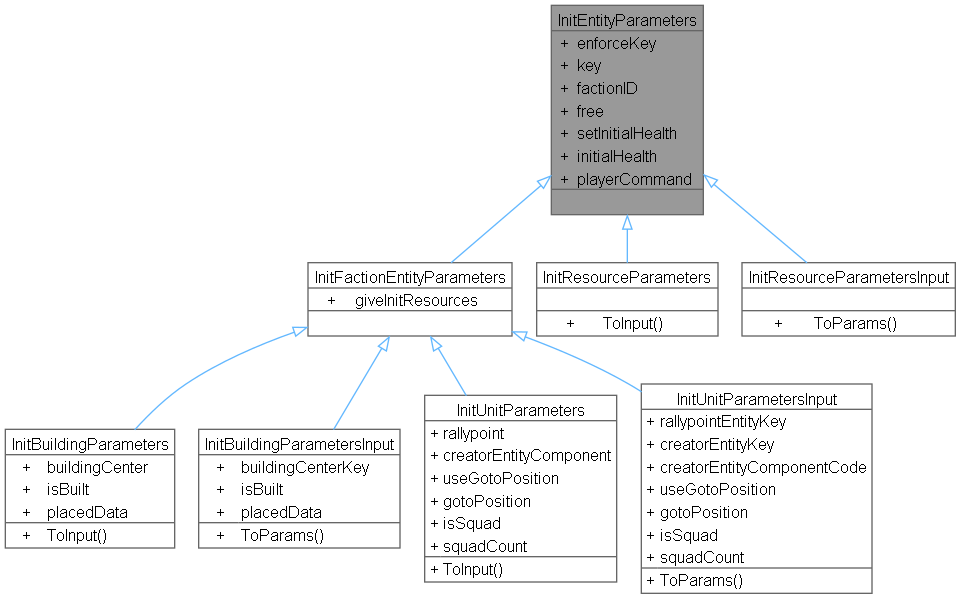 InitEntityParameters
+ enforceKey
+ key
+ factionID
+ free
+ setInitialHealth
+ initialHealth
+ playerCommand
InitFactionEntityParameters
+ giveInitResources
InitResourceParameters
+ ToInput()
InitResourceParametersInput
+ ToParams()
InitBuildingParameters
+ buildingCenter
+ isBuilt
+ placedData
+ ToInput()
InitBuildingParametersInput
+ buildingCenterKey
+ isBuilt
+ placedData
+ ToParams()
InitUnitParameters
+ rallypoint
+ creatorEntityComponent
+ useGotoPosition
+ gotoPosition
+ isSquad
+ squadCount
+ ToInput()
InitUnitParametersInput
+ rallypointEntityKey
+ creatorEntityKey
+ creatorEntityComponentCode
+ useGotoPosition
+ gotoPosition
+ isSquad
+ squadCount
+ ToParams()